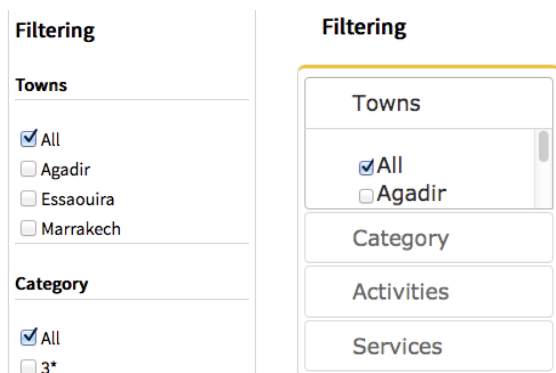 Filtering
Towns
All
Agadir
Essaouira
Marrakech
Category
All
3*
Filtering
Towns
All
Agadir
Category
Activities
Services